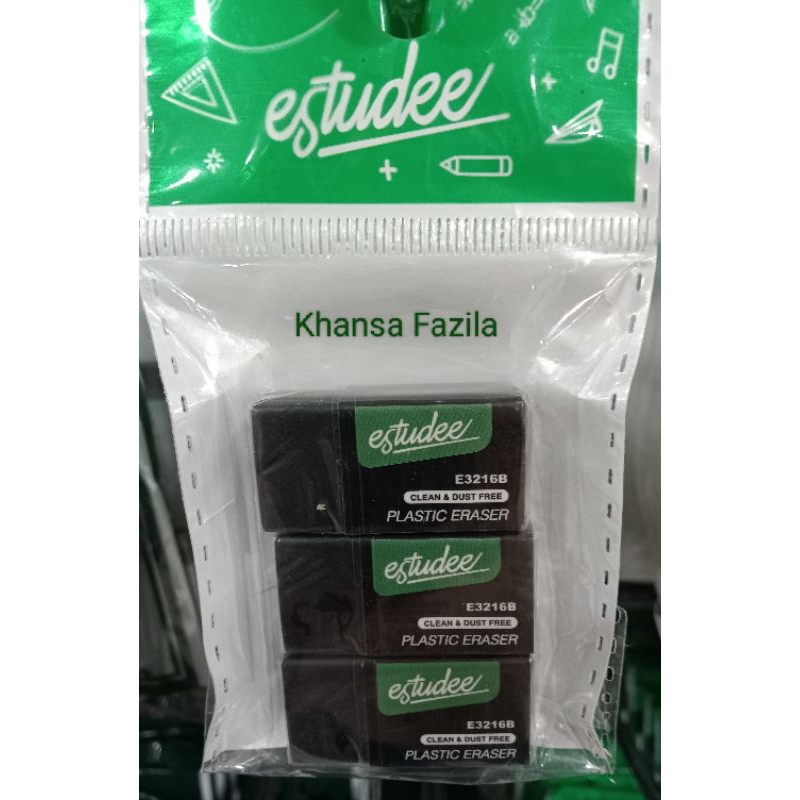 estudee
Khansa Fazila
estudee
E3216B
CLEAN & DUST FREE
PLASTIC ERASER
estudee
E3216B
CLEAN & DUST FREE
PLASTIC ERASER
estudee
E3216B
CLEAN & DUST FREE
PLASTIC ERASER